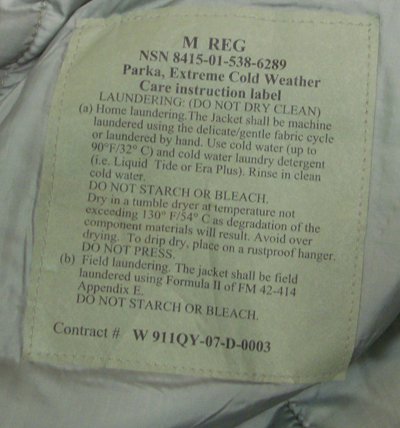 M REG
NSN 8415-01-538-6289
Parka, Extreme Cold Weather
Care instruction label
LAUNDERING: (DO NOT DRY CLEAN)
(a) Home laundering.The Jacket shall be machine
laundered using the delicate/gentle fabric cycle
or laundered by hand. Use cold water (up to
90°F/32° C) and cold water laundry detergent
(i.e. Liquid Tide or Era Plus). Rinse in clean
cold water.
DO NOT STARCH OR BLEACH.
Dry in a tumble dryer at temperature not
exceeding 130° F/54° C as degradation of the
component materials will result. Avoid over
drying. To drip dry, place on a rustproof hanger.
DO NOT PRESS.
(b) Field laundering. The jacket shall be field
laundered using Formula II of FM 42-414
Appendix E.
DO NOT STARCH OR BLEACH.
Contract # W 911QY-07-D-0003